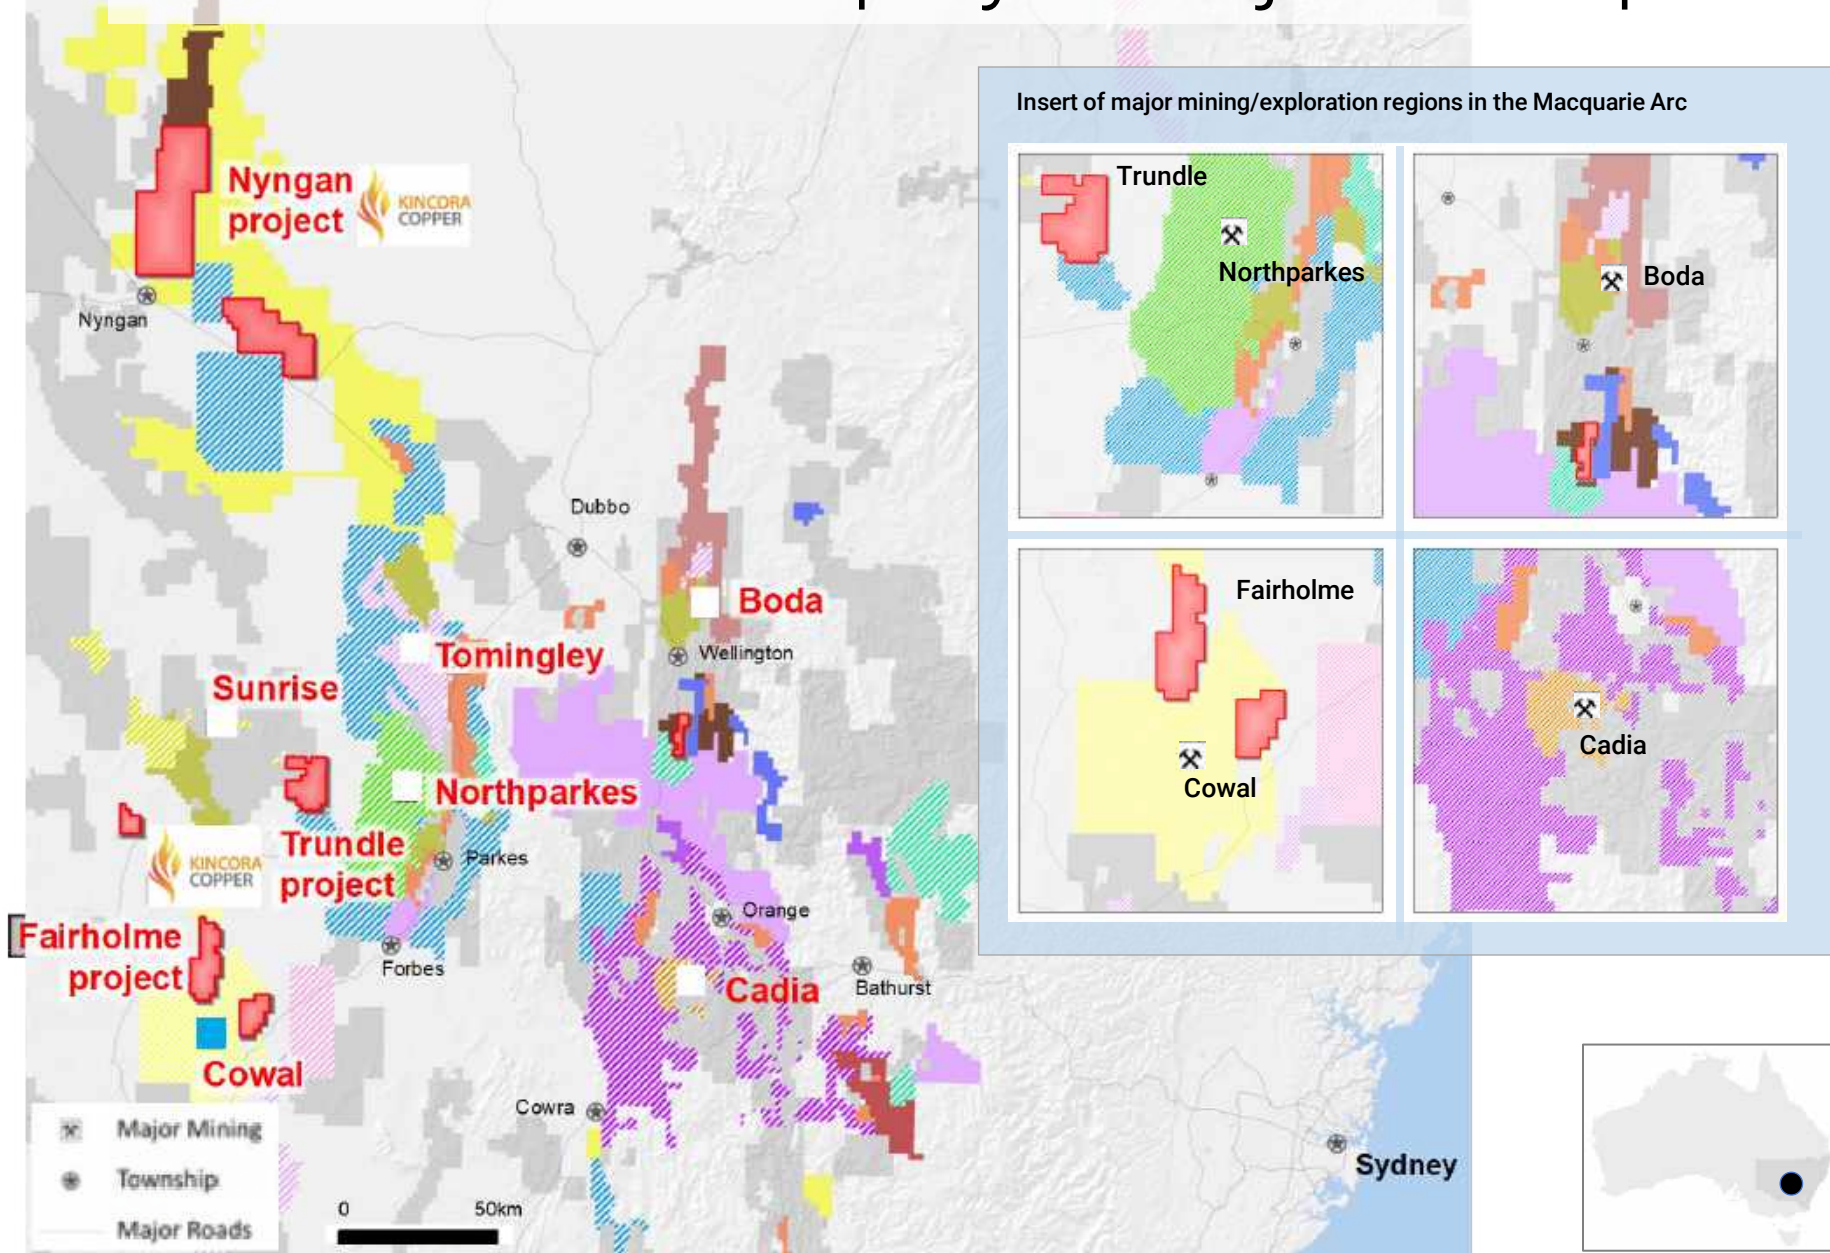 Insert of major mining/exploration regions in the Macquarie Arc
Trundle
Northparkes
Boda
Fairholme
Cowal
Cadia
Nyngan
project
KINCORA
COPPER
Nyngan
Dubbo
Boda
Wellington
Tomingley
Sunrise
Northparkes
Trundle
project
Parkes
KINCORA
COPPER
Orange
Fairholme
project
Forbes
Cadia
Bathurst
Cowal
Cowra
Sydney
Major Mining
Township
Major Roads
0 50km